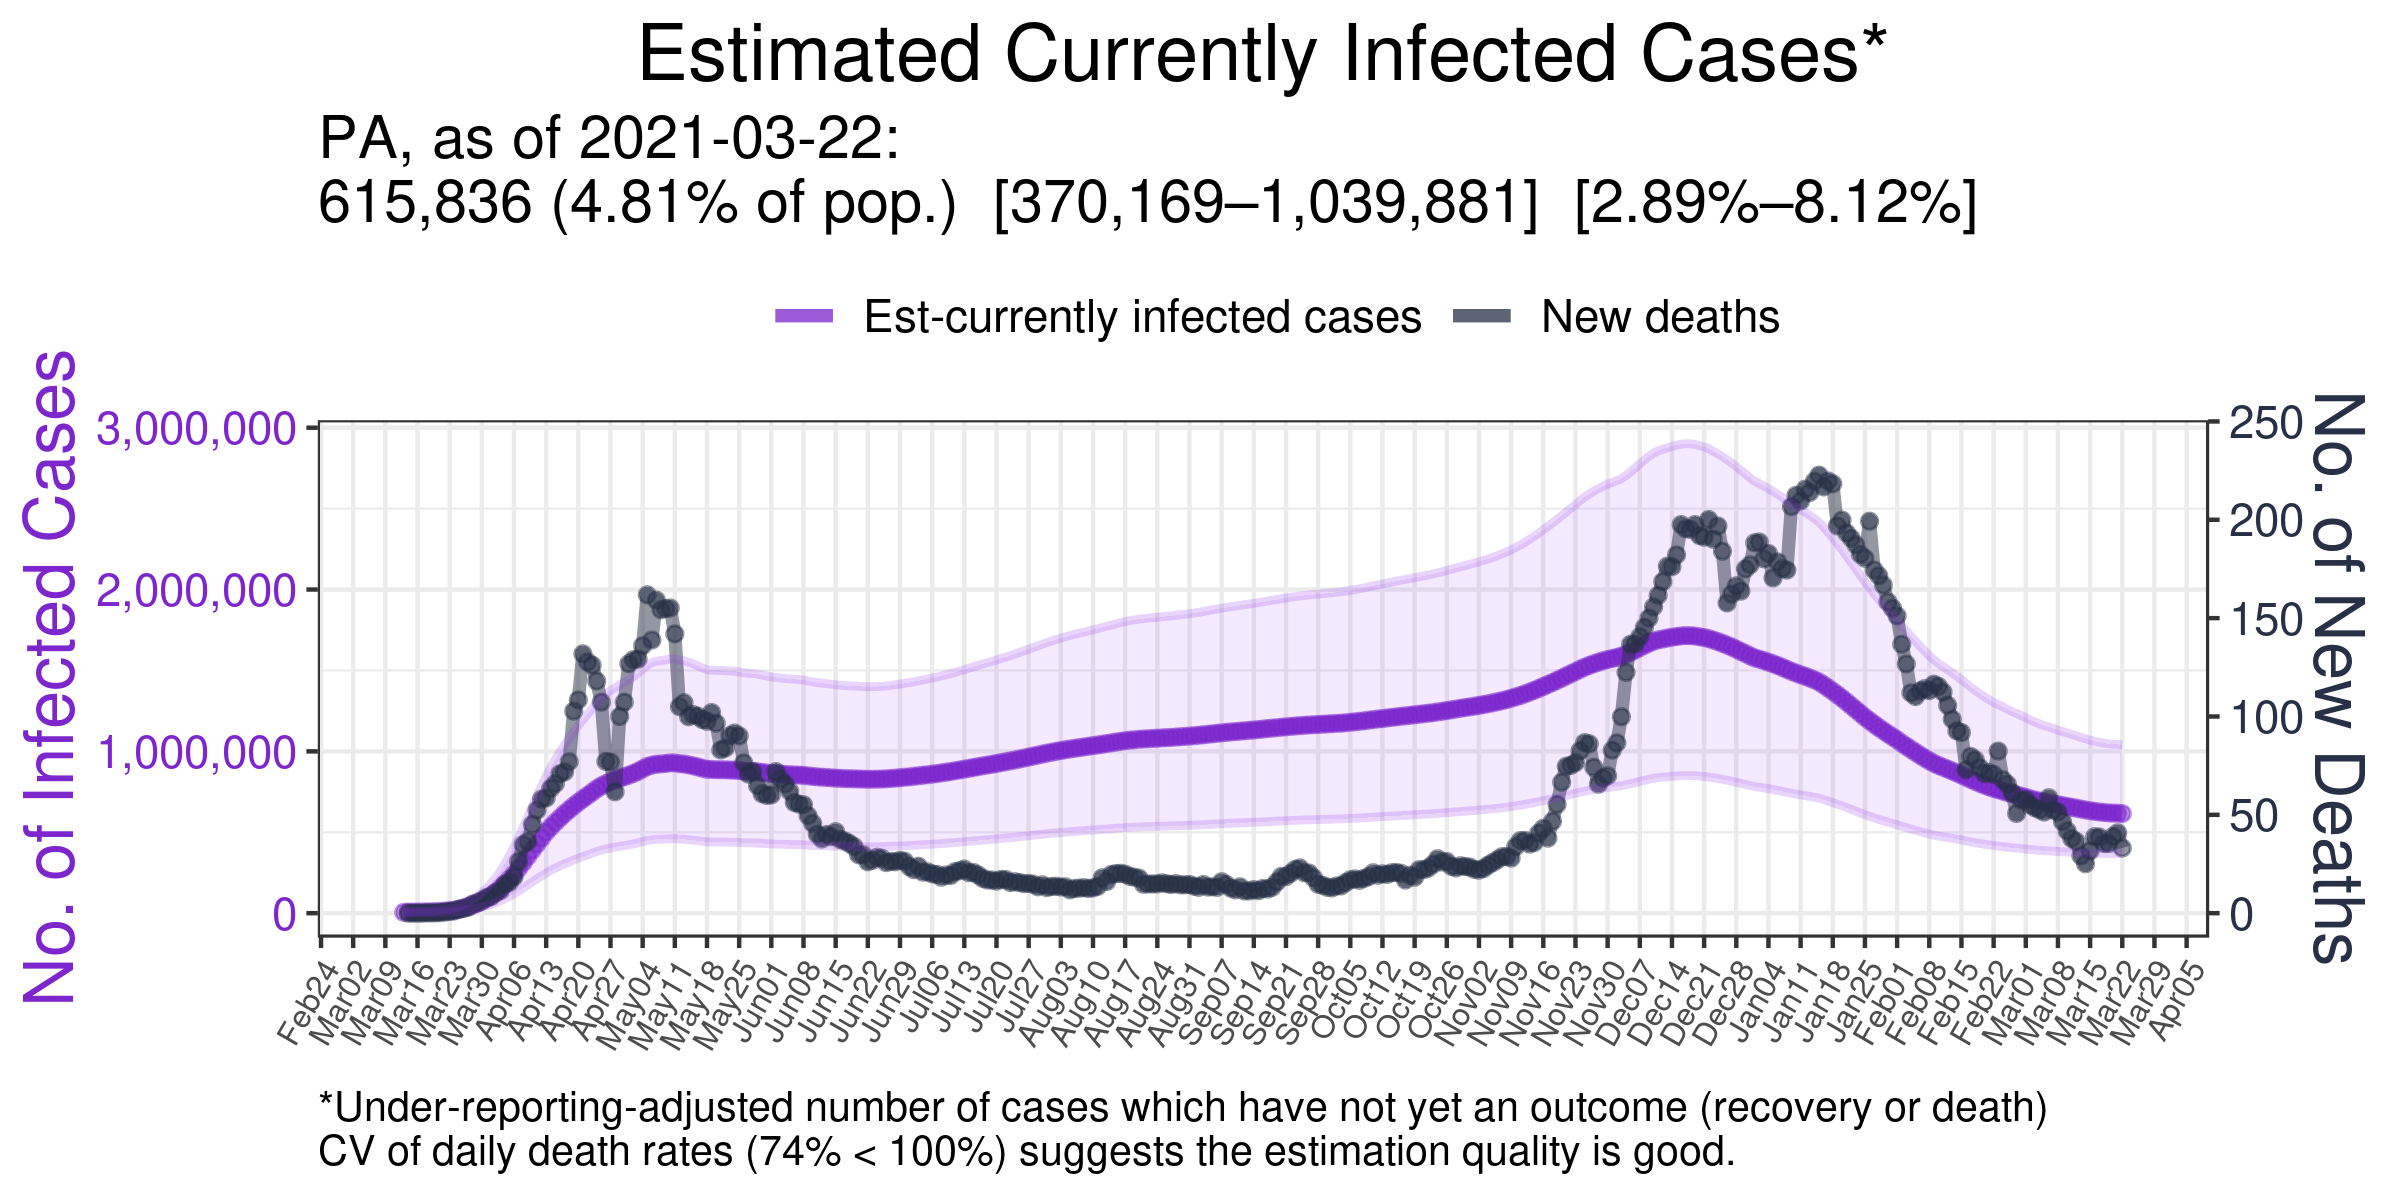 Estimated Currently Infected Cases*
PA, as of 2021-03-22:
615,836 (4.81% of pop.) [370,169–1,039,881] [2.89%–8.12%]
Est-currently infected cases
New deaths
No. of Infected Cases
3,000,000
2,000,000
1,000,000
0
250
200
150
100
50
0
No. of New Deaths
Feb24
Mar02
Mar09
Mar16
Mar23
Mar30
Apr06
Apr13
Apr20
Apr27
May04
May11
May18
May25
Jun01
Jun08
Jun15
Jun22
Jun29
Jul06
Jul13
Jul20
Jul27
Aug03
Aug10
Aug17
Aug24
Aug31
Sep07
Sep14
Sep21
Sep28
Oct05
Oct12
Oct19
Oct26
Nov02
Nov09
Nov16
Nov23
Nov30
Dec07
Dec14
Dec21
Dec28
Jan04
Jan11
Jan18
Jan25
Feb01
Feb08
Feb15
Feb22
Mar01
Mar08
Mar15
Mar22
Mar29
Apr05
*Under-reporting-adjusted number of cases which have not yet an outcome (recovery or death)
CV of daily death rates (74% < 100%) suggests the estimation quality is good.